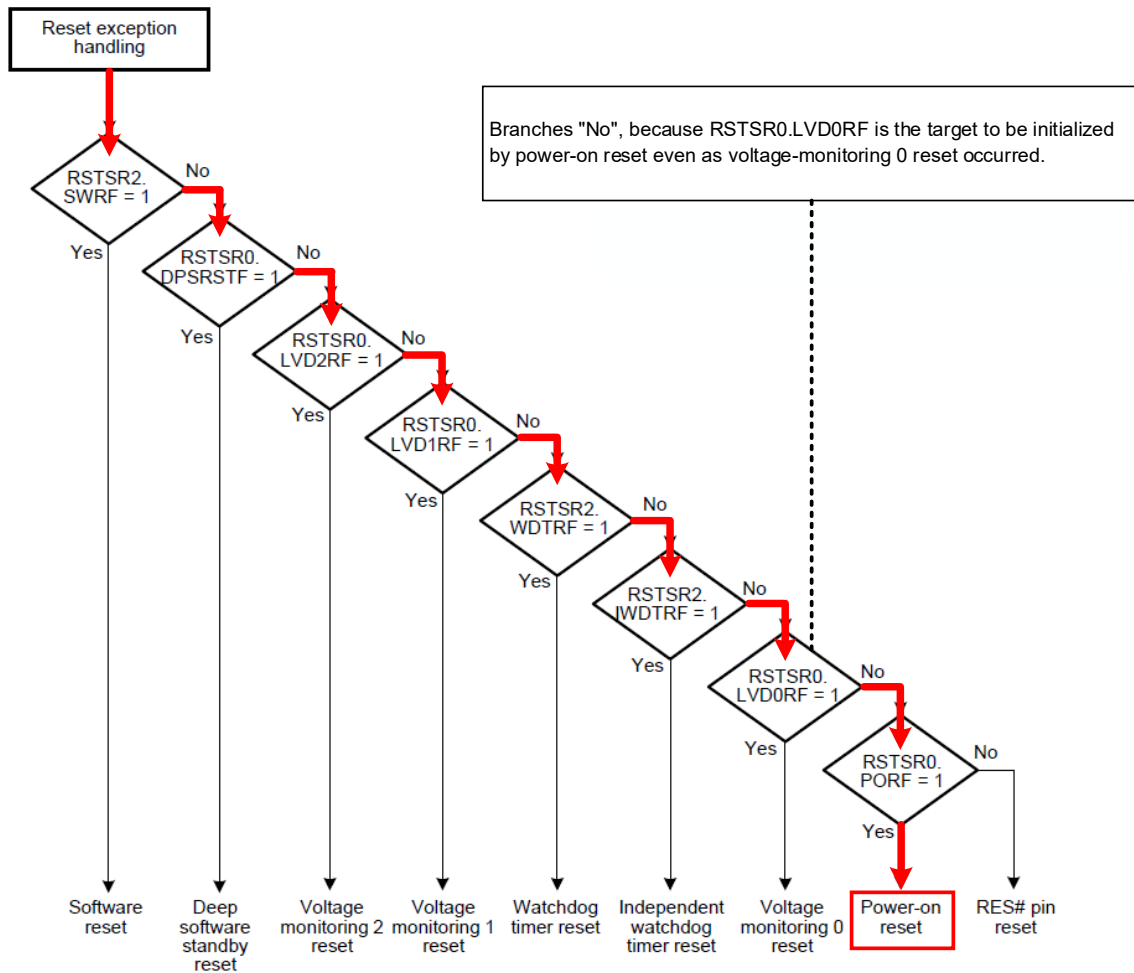 Reset exception
handling
Branches "No", because RSTSR0.LVD0RF is the target to be initialized
by power-on reset even as voltage-monitoring 0 reset occurred.
RSTSR2.
SWRF = 1
No
Yes
RSTSR0.
DPSRSTF = 1
No
Yes
RSTSR0.
LVD2RF = 1
No
Yes
RSTSR0.
LVD1RF = 1
No
Yes
RSTSR2.
WDTRF = 1
No
Yes
RSTSR2.
IWDTRF = 1
No
Yes
RSTSR0.
LVD0RF = 1
No
Yes
RSTSR0.
PORF = 1
No
Yes
Software
reset
Deep
software
standby
reset
Voltage
monitoring 2
reset
Voltage
monitoring 1
reset
Watchdog
timer reset
Independent
watchdog
timer reset
Voltage
monitoring 0
reset
Power-on
reset
RES# pin
reset